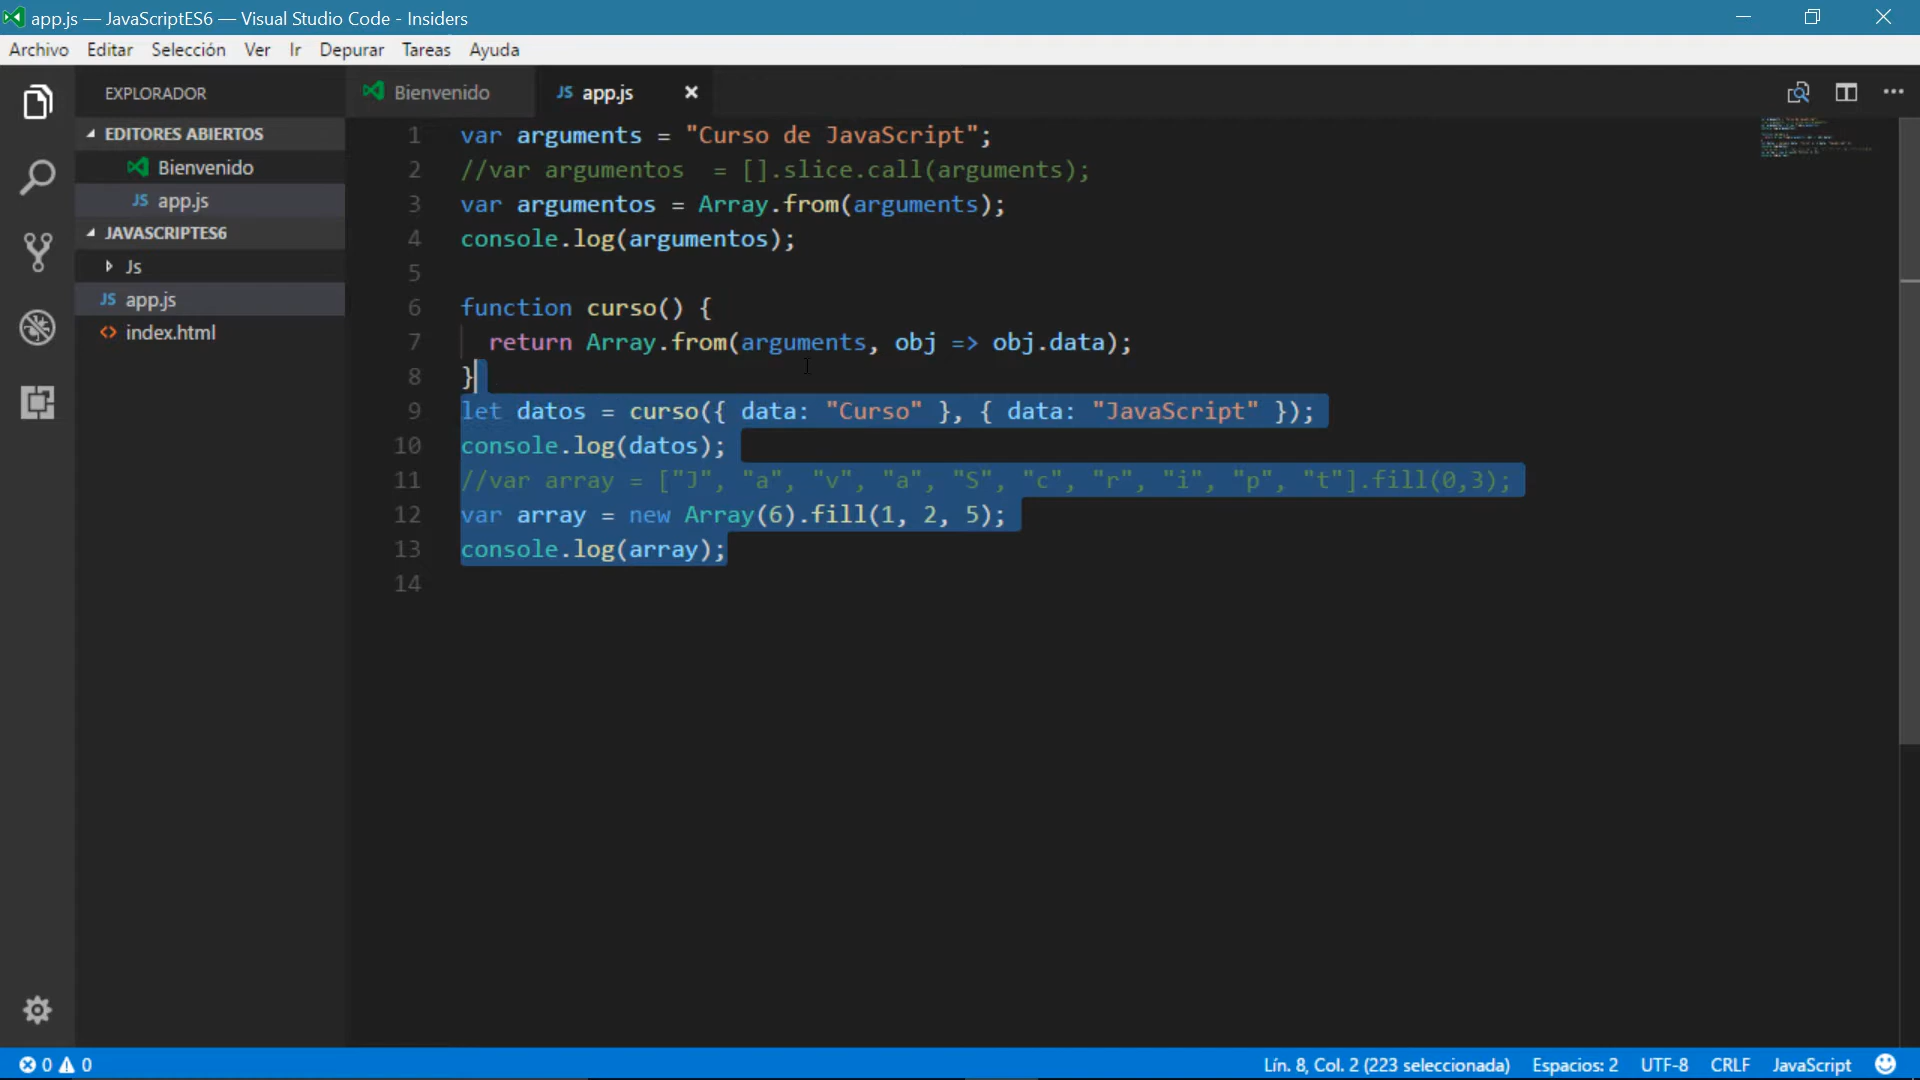 app.js — JavaScriptES6 — Visual Studio Code - Insiders
Archivo Editar Selección Ver Ir Depurar Tareas Ayuda
EXPLORADOR
EDITORES ABIERTOS
Bienvenido
JS app.js
JAVASCRIPTES6
Js
JS app.js
<> index.html
Bienvenido JS app.js
1 var arguments = "Curso de JavaScript";
2 //var argumentos  = [].slice.call(arguments);
3 var argumentos = Array.from(arguments);
4 console.log(argumentos);
5
6 function curso() {
7   return Array.from(arguments, obj => obj.data);
8 }
9 let datos = curso({ data: "Curso" }, { data: "JavaScript" });
10 console.log(datos);
11 //var array = ["J", "a", "v", "a", "S", "c", "r", "i", "p", "t"].fill(0,3);
12 var array = new Array(6).fill(1, 2, 5);
13 console.log(array);
14
0 0 Lín. 8, Col. 2 (223 seleccionada) Espacios: 2 UTF-8 CRLF JavaScript